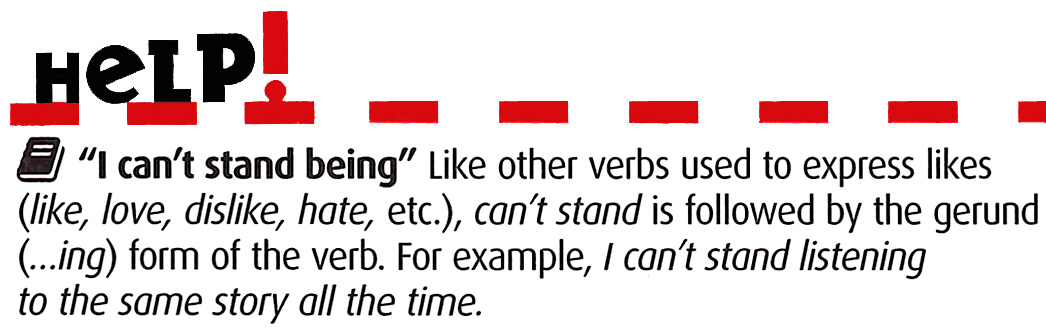 HeLP!
“I can’t stand being” Like other verbs used to express likes
(like, love, dislike, hate, etc.), can’t stand is followed by the gerund
(...ing) form of the verb. For example, I can’t stand listening
to the same story all the time.